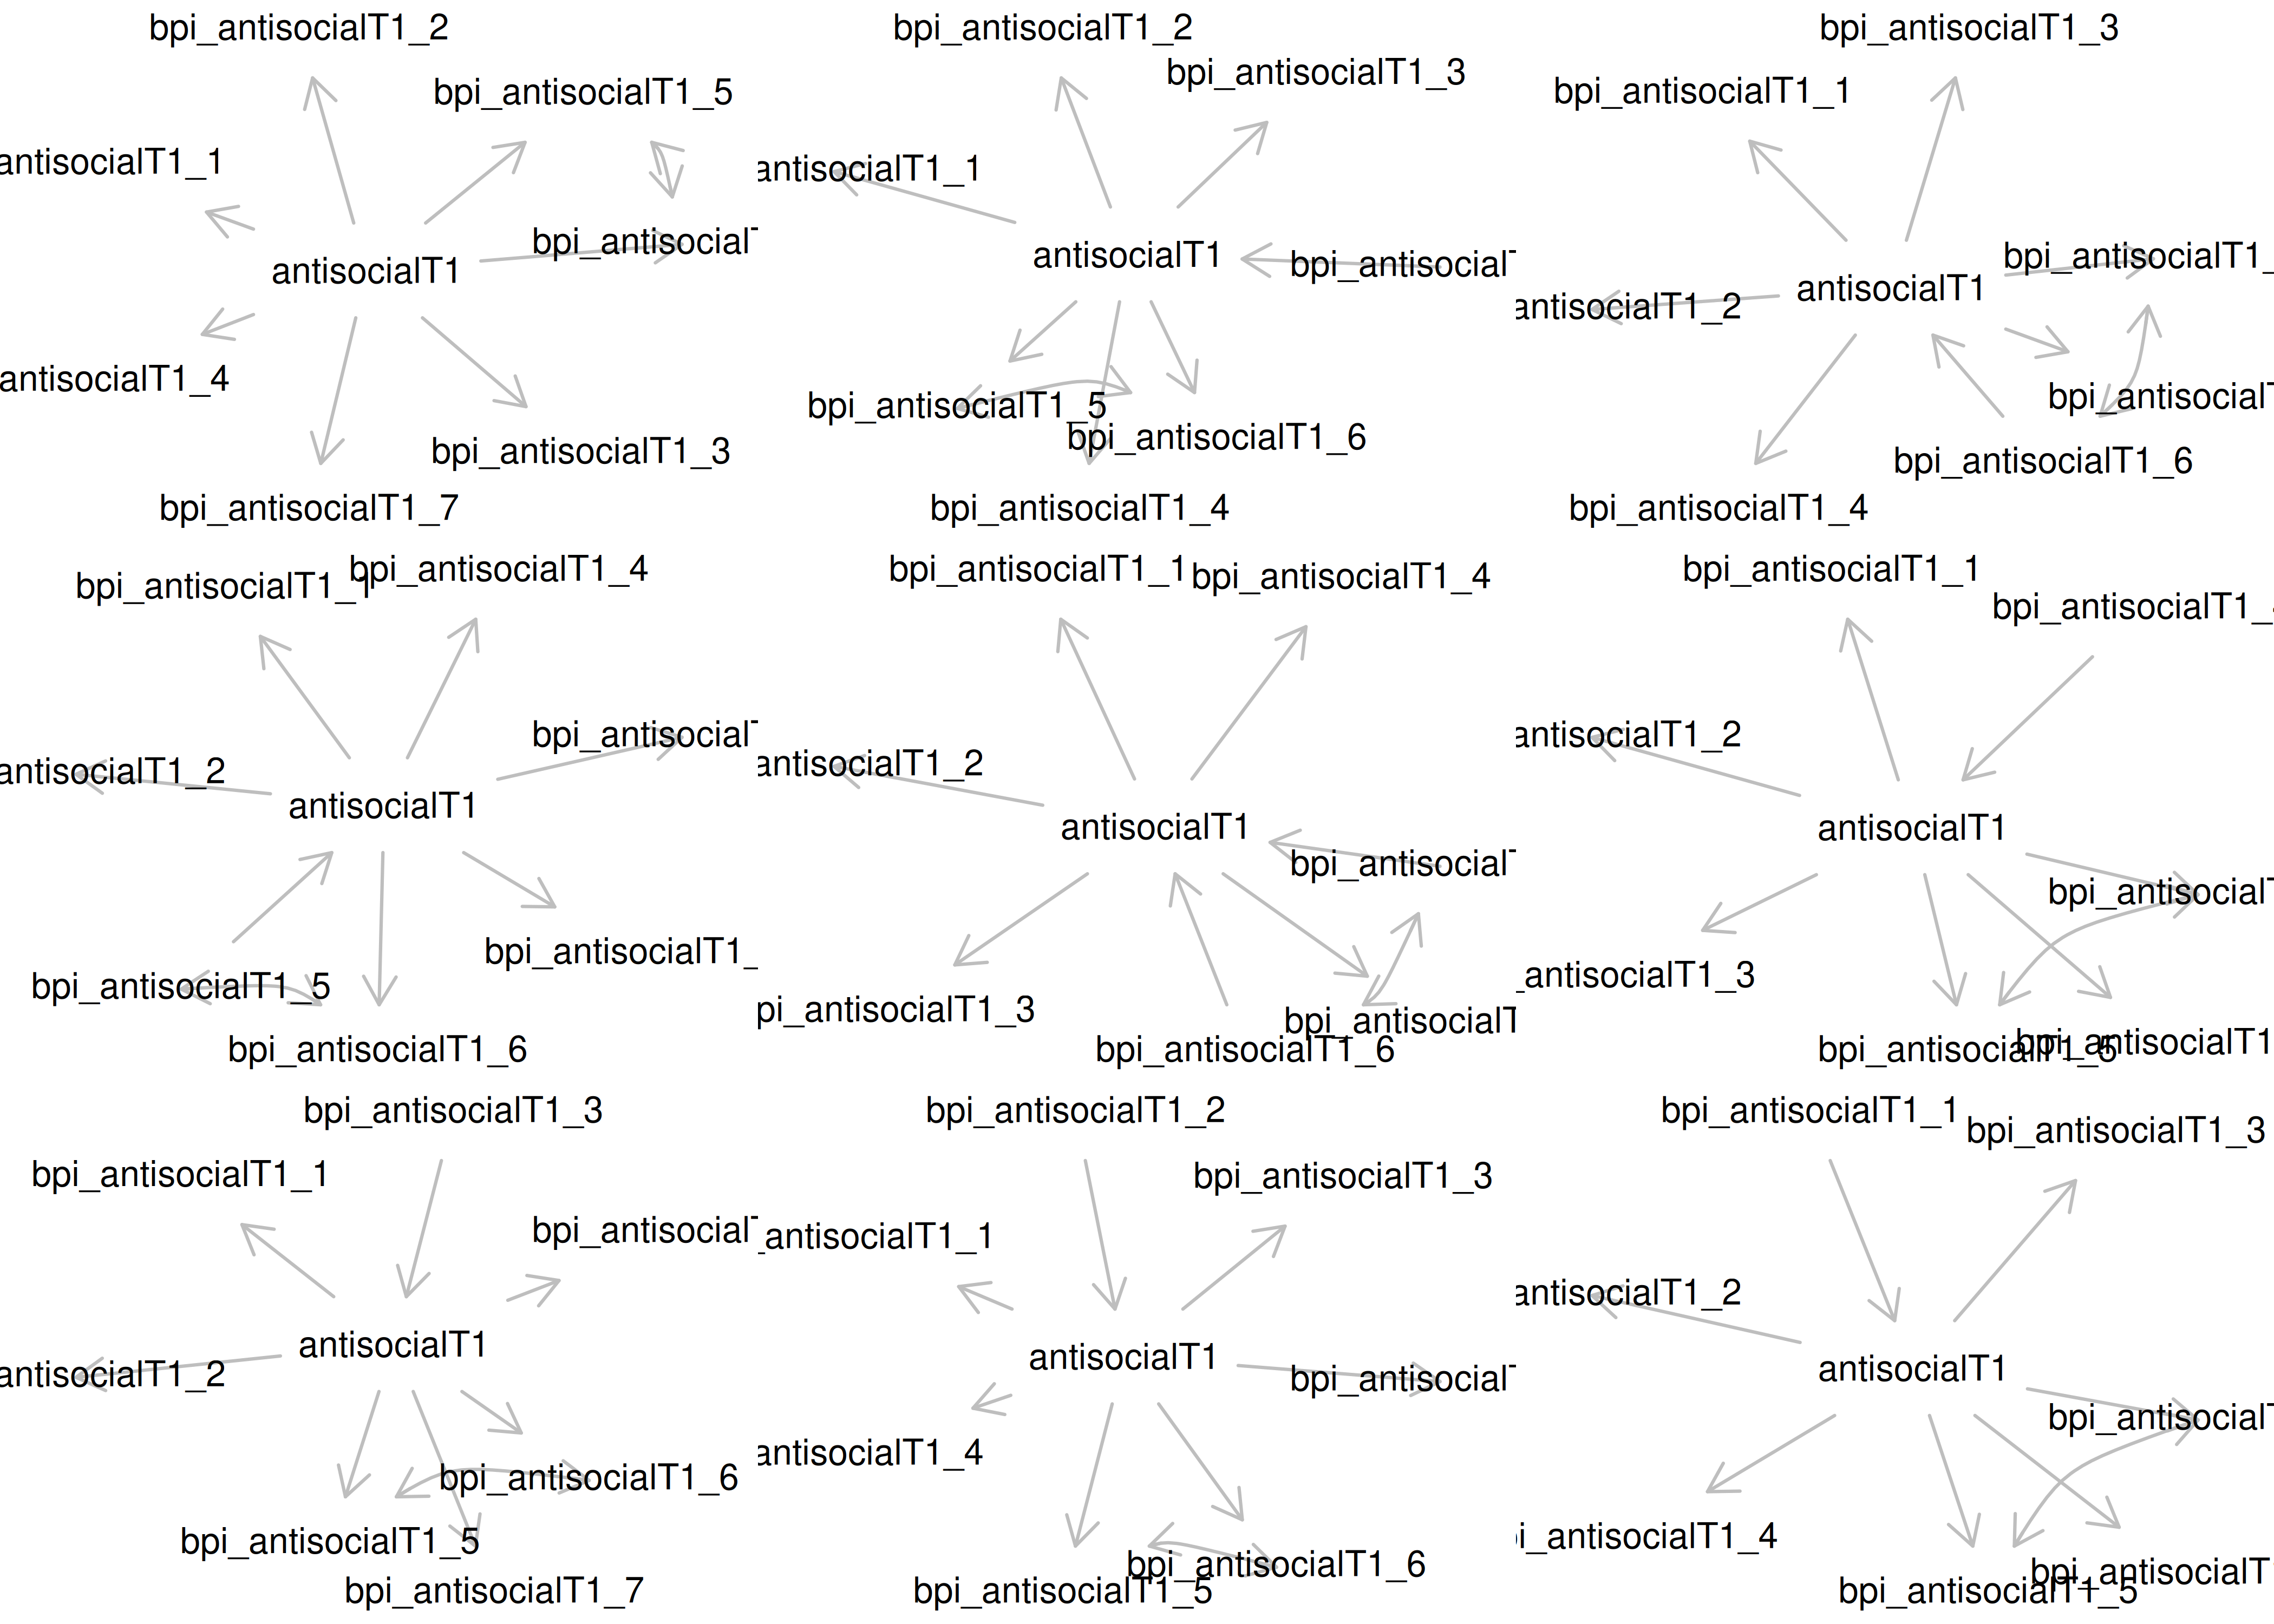 bpi_antisocialT1_2
bpi_antisocialT1_5
antisocialT1_1
bpi_antisocial
antisocialT1
antisocialT1_4
bpi_antisocialT1_3
bpi_antisocialT1_7
bpi_antisocialT1_2
bpi_antisocialT1_3
antisocialT1_1
antisocialT1
bpi_antisocial
bpi_antisocialT1_5
bpi_antisocialT1_6
bpi_antisocialT1_4
bpi_antisocialT1_3
bpi_antisocialT1_1
bpi_antisocialT1_
antisocialT1
antisocialT1_2
bpi_antisocial
bpi_antisocialT1_6
bpi_antisocialT1_4
bpi_antisocialT1_4
bpi_antisocialT1_1
bpi_antisocial
antisocialT1_2
antisocialT1
bpi_antisocialT1_
bpi_antisocialT1_5
bpi_antisocialT1_6
bpi_antisocialT1_1
bpi_antisocialT1_4
antisocialT1_2
antisocialT1
bpi_antisocial
pi_antisocialT1_3
bpi_antisocialT
bpi_antisocialT1_6
bpi_antisocialT1_1
bpi_antisocialT1_
antisocialT1_2
antisocialT1
bpi_antisocial
_antisocialT1_3
bpi_antisocialT1
bpi_antisocialT1_5
bpi_antisocialT1_3
bpi_antisocialT1_1
bpi_antisocial
antisocialT1
antisocialT1_2
bpi_antisocialT1_6
bpi_antisocialT1_5
bpi_antisocialT1_7
bpi_antisocialT1_2
bpi_antisocialT1_3
_antisocialT1_1
antisocialT1
bpi_antisocial
antisocialT1_4
bpi_antisocialT1_6
bpi_antisocialT1_5
bpi_antisocialT1_1
bpi_antisocialT1_3
antisocialT1_2
antisocialT1
bpi_antisocial
i_antisocialT1_4
bpi_antisocialT
bpi_antisocialT1_5